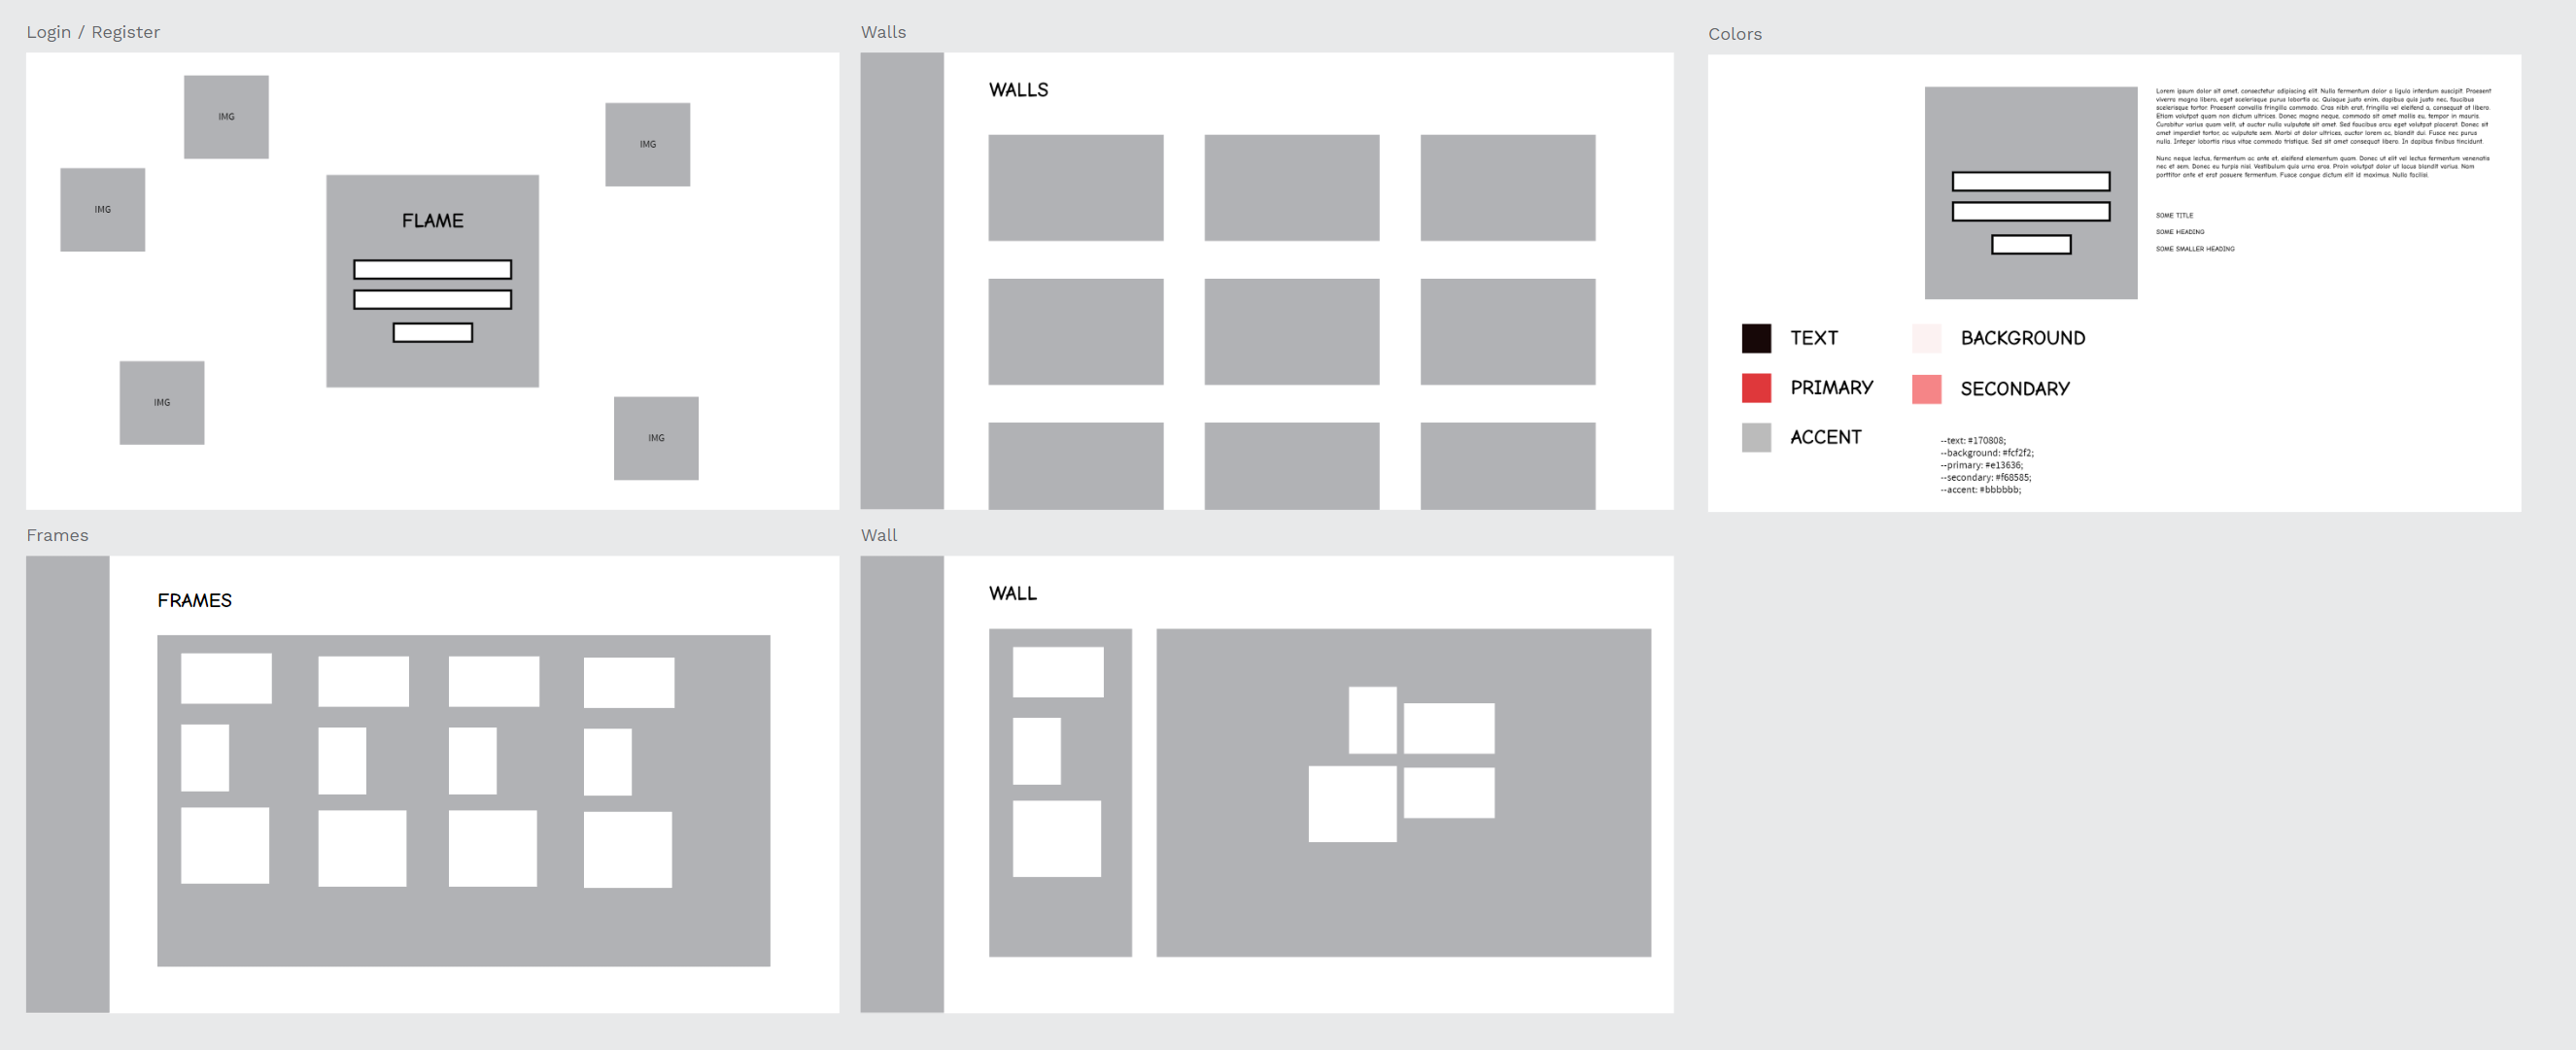 Login / Register
IMG
IMG
IMG
FLAME
IMG
IMG
Walls
WALLS
Colors
Lorem ipsum dolor sit amet, consectetur adipiscing elit. Nulla fermentum dolor a ligula interdum suscipit. Praesent
viverra magna libero, eget scelerisque purus lobortis ac. Quisque justo enim, dapibus quis justo nec, faucibus
scelerisque tortor. Praesent convallis fringilla commodo. Cras nibh erat, fringilla vel eleifend a, consequat at libero.
Etiam volutpat quam non dictum ultrices. Donec magna neque, commodo sit amet mollis eu, tempor in mauris.
Curabitur varius quam velit, ut auctor nulla vulputate sit amet. Sed faucibus arcu eget volutpat placerat. Donec sit
amet imperdiet tortor, ac vulputate sem. Morbi at dolor ultrices, auctor lorem ac, blandit dui. Fusce nec purus
nulla. Integer lobortis risus vitae commodo tristique. Sed sit amet consequat libero. In dapibus finibus tincidunt.
Nunc neque lectus, fermentum ac ante et, eleifend elementum quam. Donec ut elit vel lectus fermentum venenatis
nec et sem. Donec eu turpis nisl. Vestibulum quis urna eros. Proin volutpat dolor ut lacus blandit varius. Nam
porttitor ante et erat posuere fermentum. Fusce congue dictum elit id maximus. Nulla facilisi.
SOME TITLE
SOME HEADING
SOME SMALLER HEADING
TEXT
BACKGROUND
PRIMARY
SECONDARY
ACCENT
--text: #170808;
--background: #fcf2f2;
--primary: #e13636;
--secondary: #f68585;
--accent: #bbbbbb;
Frames
FRAMES
Wall
WALL